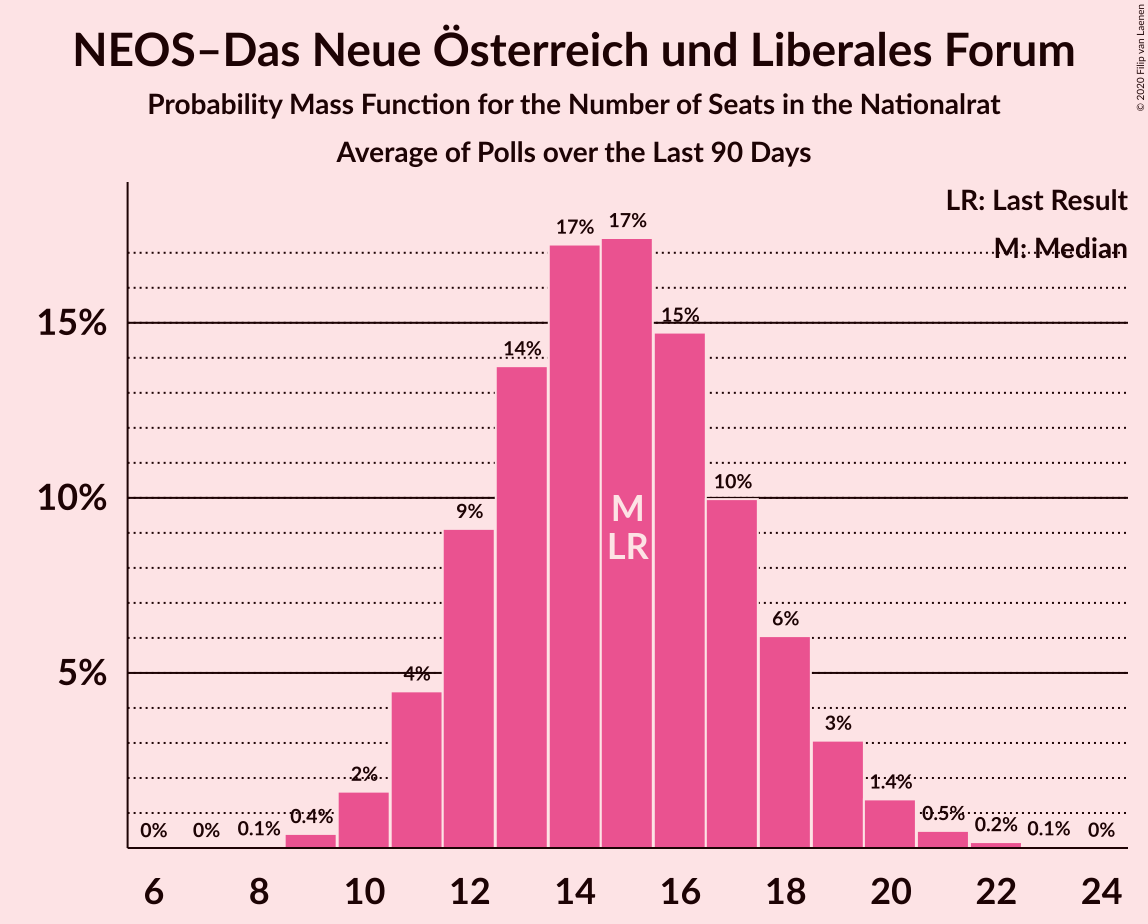 NEOS–Das Neue Österreich und Liberales Forum
Probability Mass Function for the Number of Seats in the Nationalrat
Average of Polls over the Last 90 Days
© 2020 Filip van Laenen
LR: Last Result
M: Median
15%
10%
5%
0%
0%
0.1%
0.4%
2%
4%
9%
14%
17%
17%
15%
10%
6%
3%
1.4%
0.5%
0.2%
0.1%
0%
M
LR
6 8 10 12 14 16 18 20 22 24